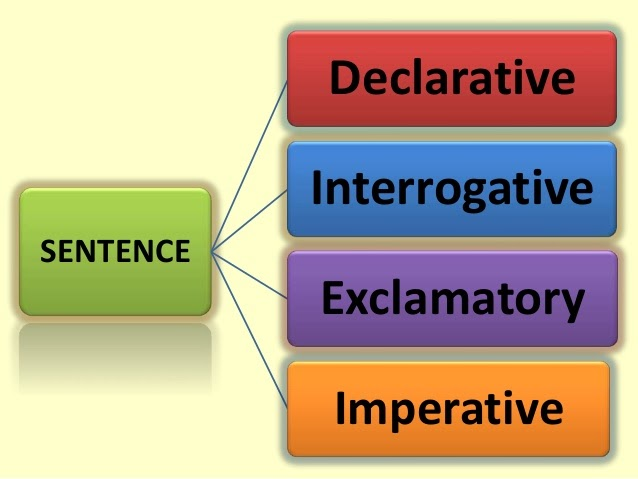 SENTENCE
Declarative
Interrogative
Exclamatory
Imperative